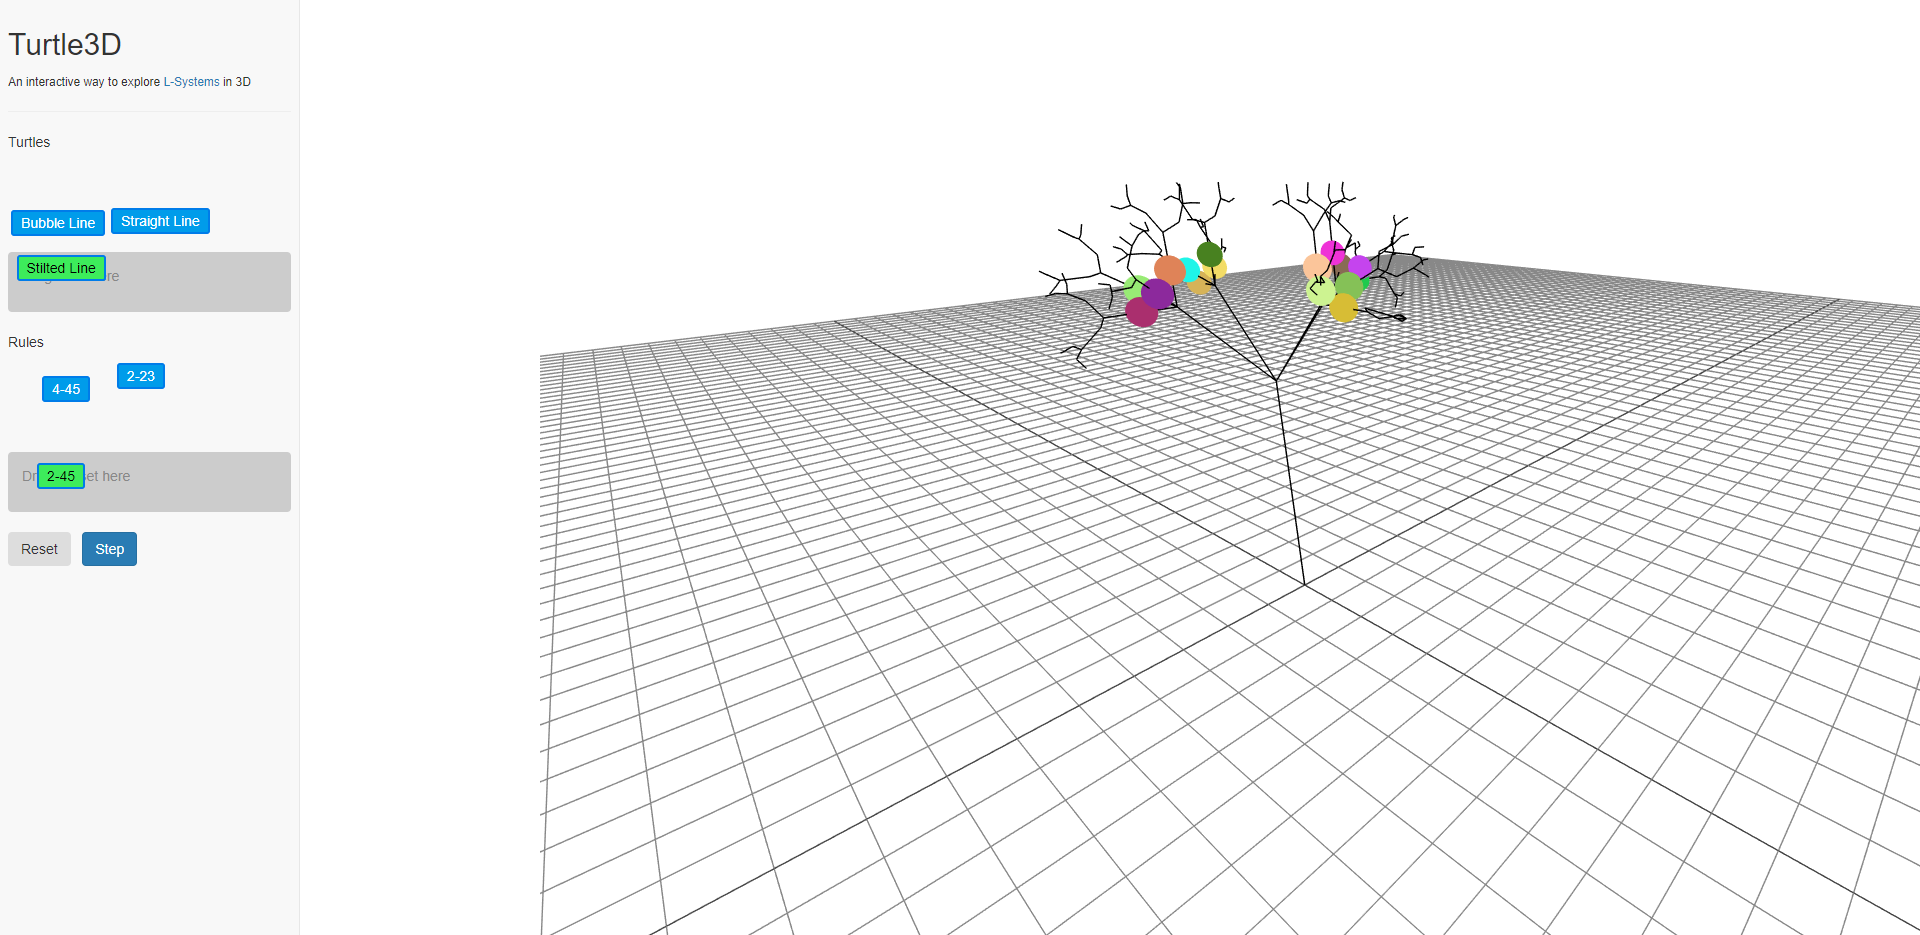 Turtle3D
An interactive way to explore L-Systems in 3D
Turtles
Bubble Line
Straight Line
Stilted Line
re
Rules
4-45
2-23
2-45
et here
Reset
Step